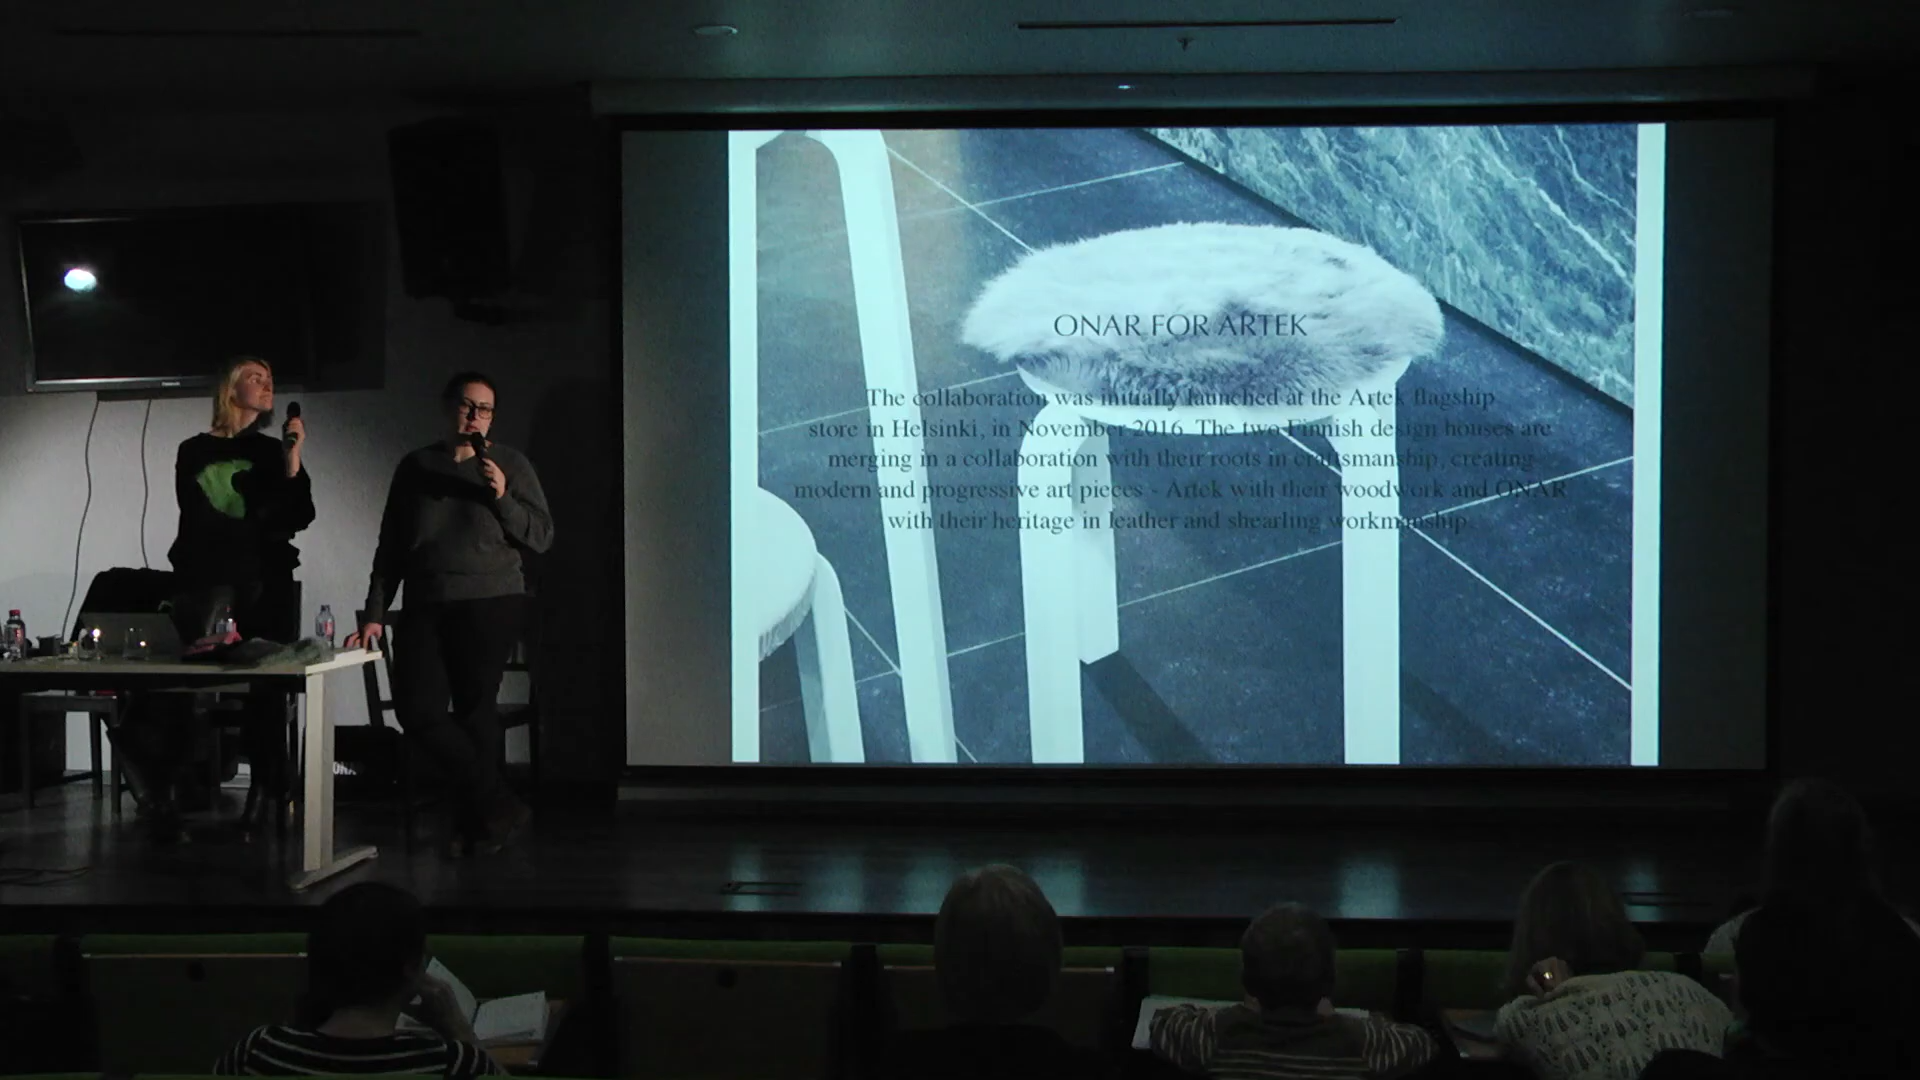 ONAR FOR ARTEK
The collaboration was initially launched at the Artek flagship
store in Helsinki, in November 2016. The two Finnish design houses are
merging in a collaboration with their roots in craftsmanship, creating
modern and progressive art pieces - Artek with their woodwork and ONAR
with their heritage in leather and shearling workmanship.